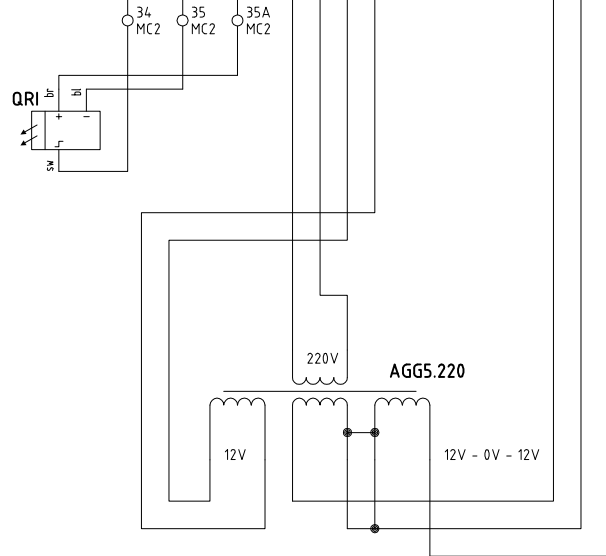 34
MC2
35
MC2
35A
MC2
QRI
br
bl
+
-
sw
220V
AGG5.220
12V
12V - 0V - 12V